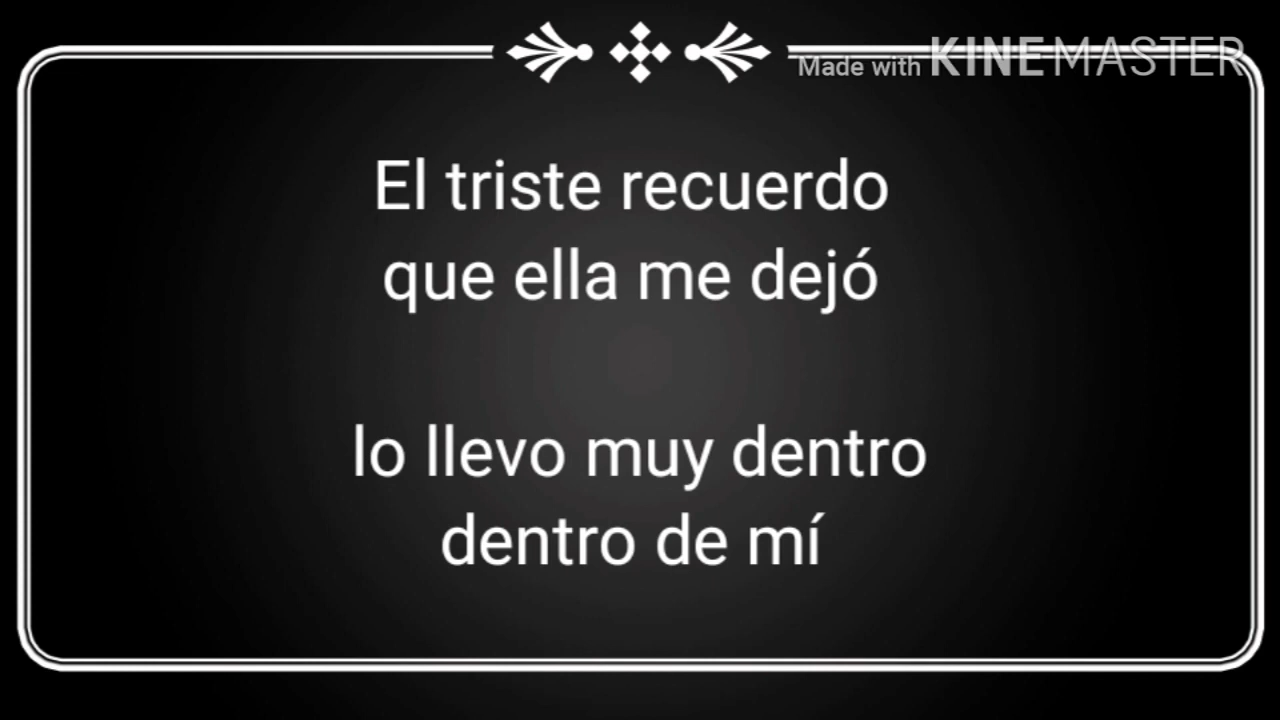 Made with KINEMASTER
El triste recuerdo
que ella me dejó
lo llevo muy dentro
dentro de mí